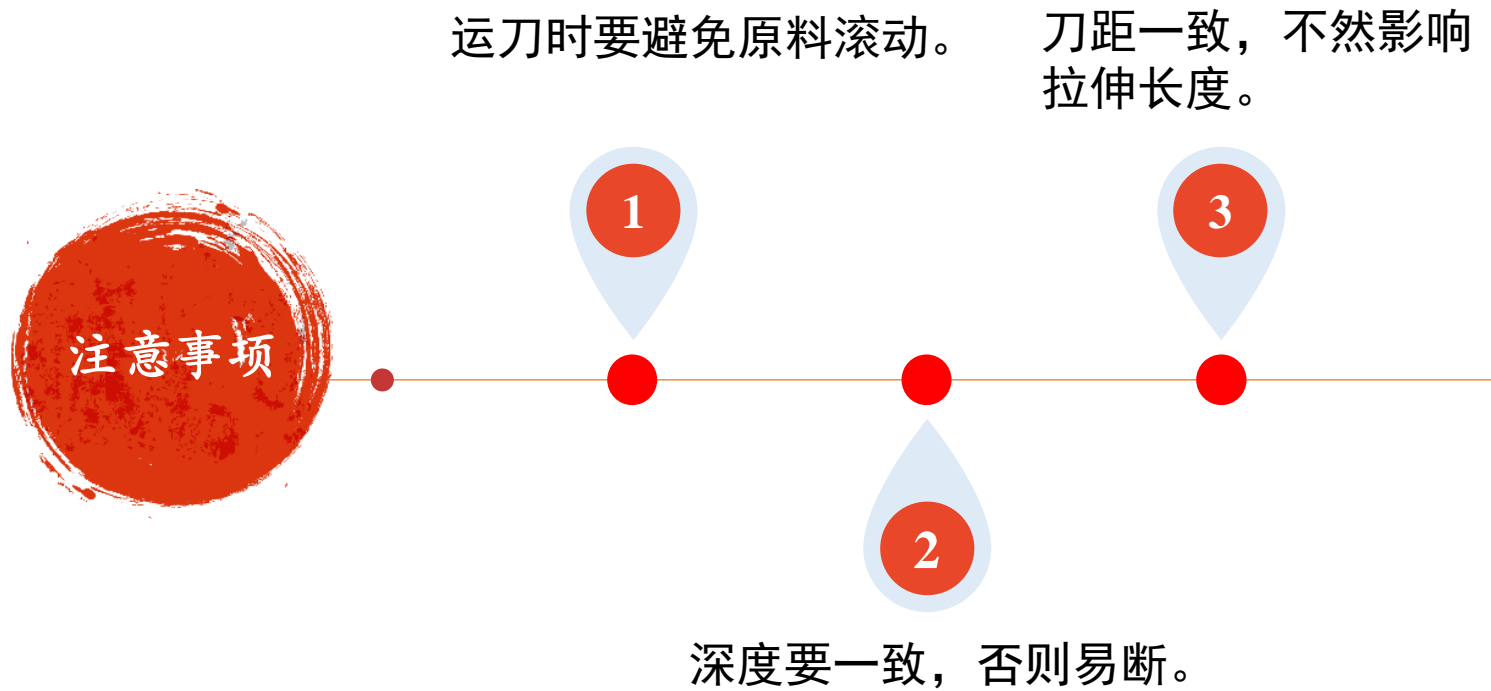 注意事项
运刀时要避免原料滚动。
1
深度要一致，否则易断。
2
刀距一致，不然影响
拉伸长度。
3